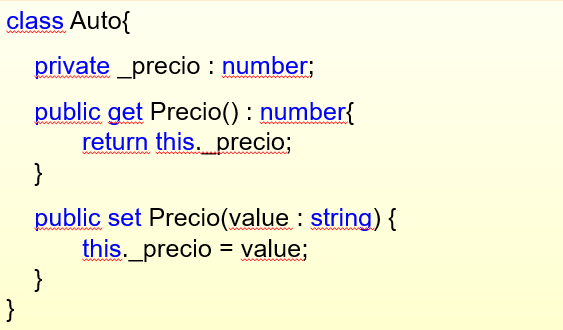 class Auto{
private _precio : number;
public get Precio() : number{
return this._precio;
}
public set Precio(value : string) {
this._precio = value;
}
}